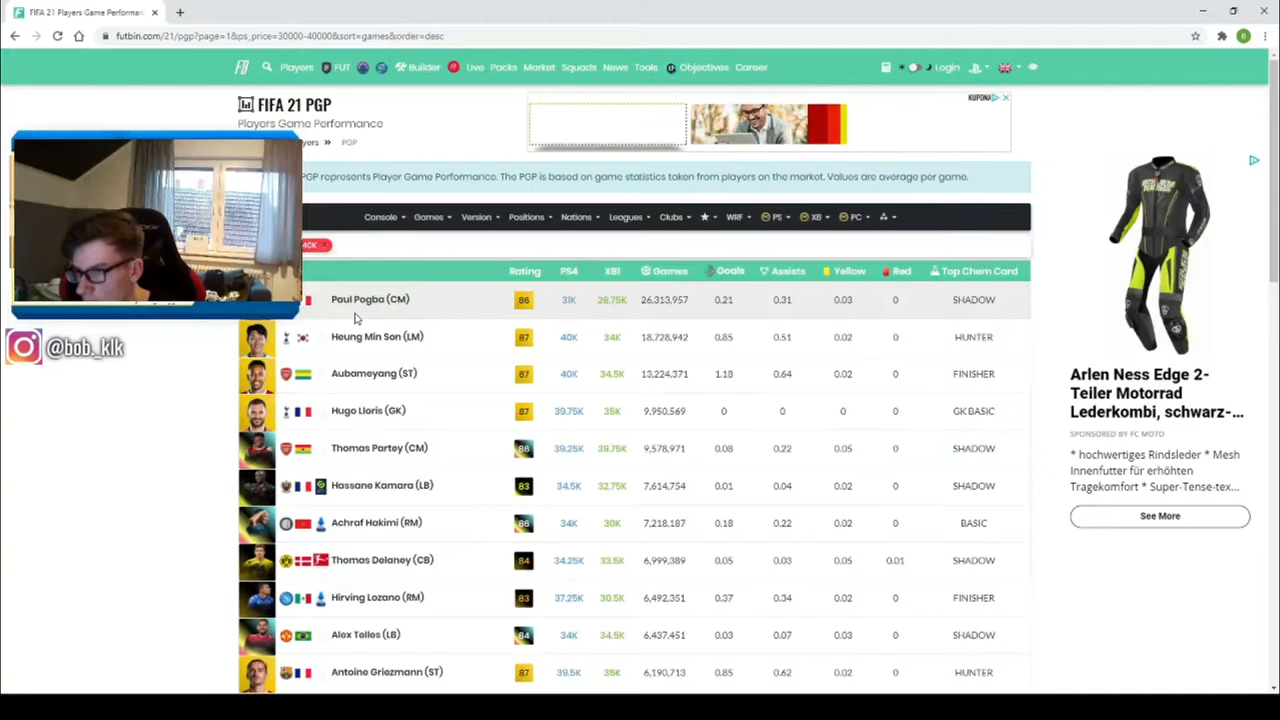 FIFA 21 Players Game Performan
futbin.com/21/pgp?page=1&ps_price=30000-40000&sort=games&order=desc
Players FUT Builder Live Packs Market Squads News Tools Objectives Career Login
FIFA 21 PGP
Players Game Performance
PGP
KUPONA
PGP represents Player Game Performance. The PGP is based on game statistics taken from players on the market. Values are average per game.
Console Games Version Positions Nations Leagues Clubs WRF PS XB PC
40K
Rating PS4 XB1 Games Goals Assists Yellow Red Top Chem Card
Paul Pogba (CM) 86 31K 26.75K 26,313,957 0.21 0.31 0.03 0 SHADOW
Heung Min Son (LM) 87 40K 34K 18,728,942 0.85 0.51 0.02 0 HUNTER
Aubameyang (ST) 87 40K 34.5K 13,224,371 1.18 0.64 0.02 0 FINISHER
Hugo Lloris (GK) 87 39.75K 35K 9,950,569 0 0 0 0 GK BASIC
Thomas Partey (CM) 86 39.25K 39.75K 9,578,971 0.08 0.22 0.05 0 SHADOW
Hassane Kamara (LB) 83 34.5K 32.75K 7,614,754 0.01 0.04 0.02 0 SHADOW
Achraf Hakimi (RM) 86 34K 30K 7,218,187 0.18 0.22 0.02 0 BASIC
Thomas Delaney (CB) 84 34.25K 33.5K 6,999,389 0.05 0.03 0.05 0.01 SHADOW
Hirving Lozano (RM) 83 37.25K 30.5K 6,492,351 0.37 0.34 0.02 0 FINISHER
Alex Telles (LB) 84 34K 34.5K 6,437,451 0.03 0.07 0.03 0 SHADOW
Antoine Griezmann (ST) 87 39.5K 35K 6,190,713 0.85 0.62 0.02 0 HUNTER
@bob_klk
Arlen Ness Edge 2-
Teiler Motorrad
Lederkombi, schwarz-...
SPONSORED BY FC MOTO
* hochwertiges Rindsleder * Mesh
Innenfutter für erhöhten
Tragekomfort * Super-Tense-tex...
See More